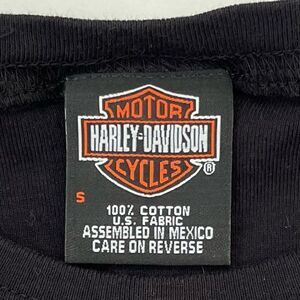 MOTOR
HARLEY-DAVIDSON
CYCLES ®
S
100% COTTON
U.S. FABRIC
ASSEMBLED IN MEXICO
CARE ON REVERSE